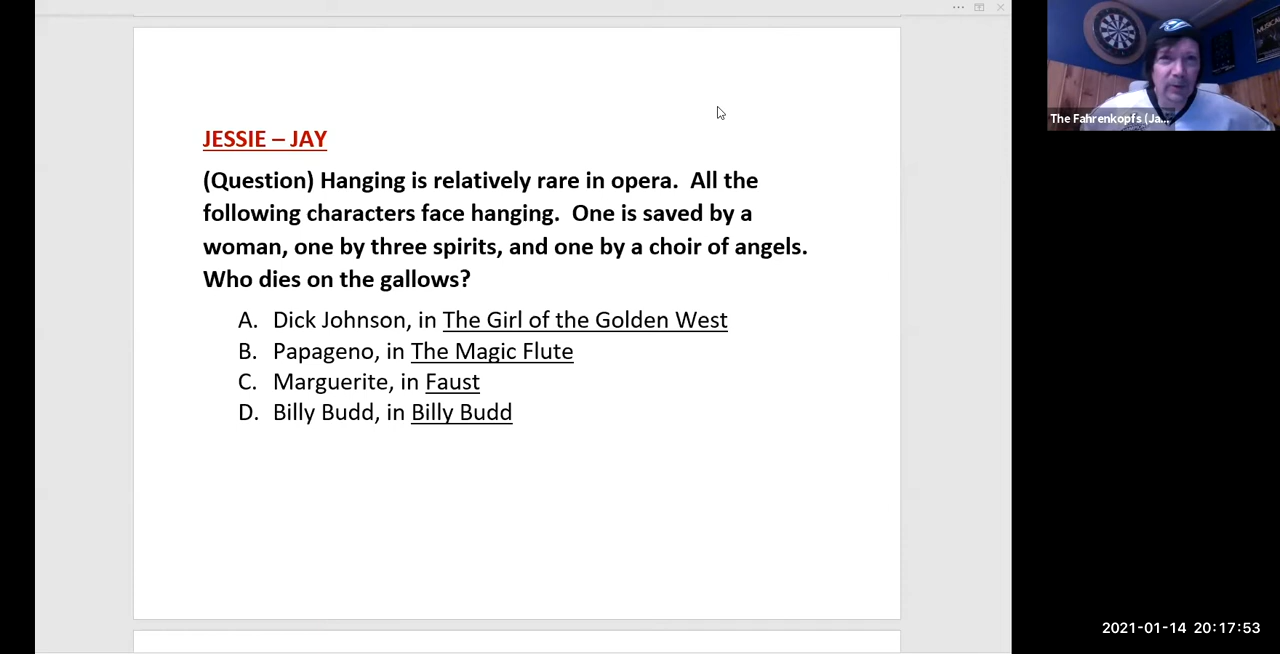 JESSIE – JAY
(Question) Hanging is relatively rare in opera.  All the
following characters face hanging.  One is saved by a
woman, one by three spirits, and one by a choir of angels.
Who dies on the gallows?
A. Dick Johnson, in The Girl of the Golden West
B. Papageno, in The Magic Flute
C. Marguerite, in Faust
D. Billy Budd, in Billy Budd
The Fahrenkopfs (Ja...
2021-01-14 20:17:53